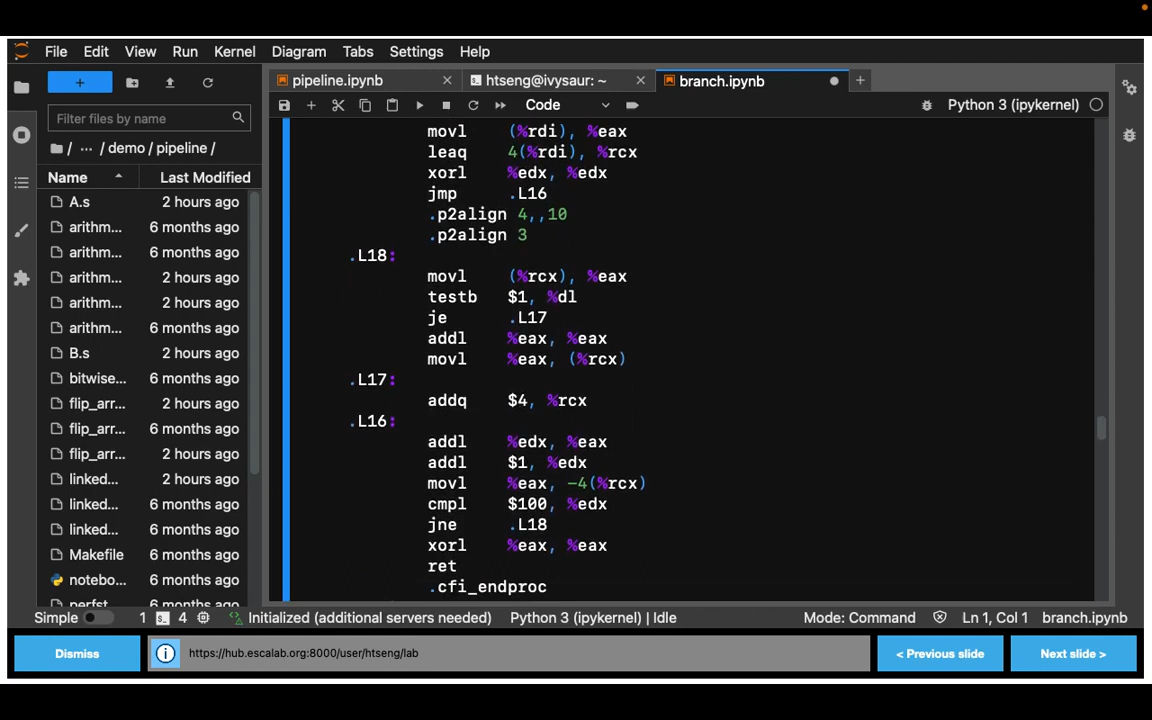 File Edit View Run Kernel Diagram Tabs Settings Help
pipeline.ipynb × htseng@ivysaur: ~ × branch.ipynb
Code Python 3 (ipykernel)
Filter files by name
/ ··· / demo / pipeline /
Name Last Modified
A.s 2 hours ago
arithm... 6 months ago
arithm... 6 months ago
arithm... 2 hours ago
arithm... 2 hours ago
arithm... 6 months ago
B.s 2 hours ago
bitwise... 6 months ago
flip_arr... 6 months ago
flip_arr... 6 months ago
flip_arr... 6 months ago
linked... 2 hours ago
linked... 6 months ago
linked... 6 months ago
Makefile 6 months ago
notebo... 6 months ago
perfst... 6 months ago
movl (%rdi), %eax
leaq 4(%rdi), %rcx
xorl %edx, %edx
jmp .L16
.p2align 4,,10
.p2align 3
.L18:
movl (%rcx), %eax
testb $1, %dl
je .L17
addl %eax, %eax
movl %eax, (%rcx)
.L17:
addq $4, %rcx
.L16:
addl %edx, %eax
addl $1, %edx
movl %eax, -4(%rcx)
cmpl $100, %edx
jne .L18
xorl %eax, %eax
ret
.cfi_endproc
Simple 1 4 Initialized (additional servers needed) Python 3 (ipykernel) | Idle Mode: Command Ln 1, Col 1 branch.ipynb
Dismiss https://hub.escalab.org:8000/user/htseng/lab < Previous slide Next slide >